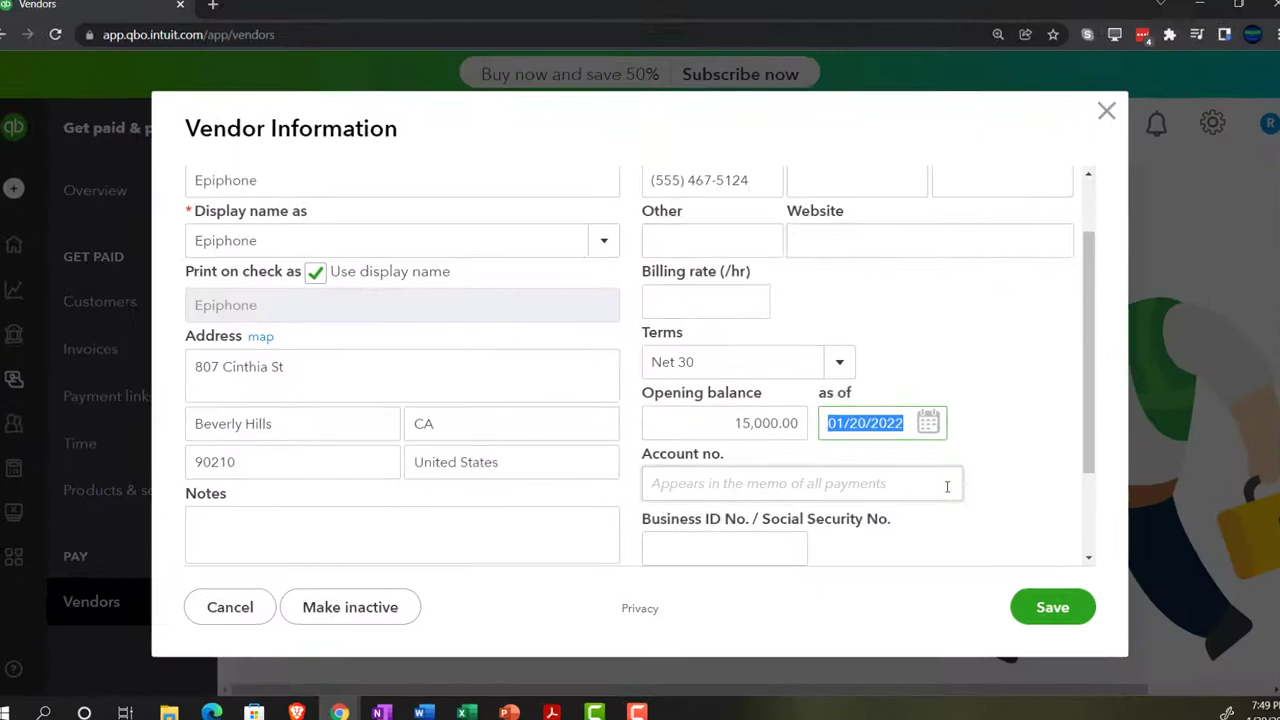 Vendors
app.qbo.intuit.com/app/vendors
4
Buy now and save 50% Subscribe now
qb
Get paid & p
R
Overview
GET PAID
Customers
Invoices
Payment link
Time
Products & s
PAY
Vendors
Vendor Information
Epiphone
* Display name as
Epiphone
Print on check as Use display name
Epiphone
Address map
807 Cinthia St
Beverly Hills CA
90210 United States
Notes
(555) 467-5124
Other Website
Billing rate (/hr)
Terms
Net 30
Opening balance as of
15,000.00 01/20/2022
Account no.
Appears in the memo of all payments
Business ID No. / Social Security No.
Cancel Make inactive Privacy Save
7:49 P